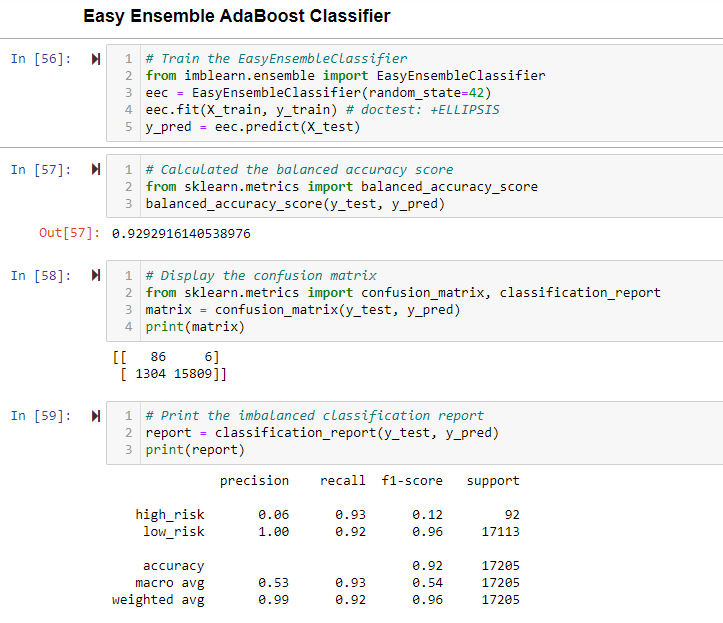 Easy Ensemble AdaBoost Classifier
In [56]:
1 # Train the EasyEnsembleClassifier
2 from imblearn.ensemble import EasyEnsembleClassifier
3 eec = EasyEnsembleClassifier(random_state=42)
4 eec.fit(X_train, y_train) # doctest: +ELLIPSIS
5 y_pred = eec.predict(X_test)
In [57]:
1 # Calculated the balanced accuracy score
2 from sklearn.metrics import balanced_accuracy_score
3 balanced_accuracy_score(y_test, y_pred)
Out[57]: 0.9292916140538976
In [58]:
1 # Display the confusion matrix
2 from sklearn.metrics import confusion_matrix, classification_report
3 matrix = confusion_matrix(y_test, y_pred)
4 print(matrix)
[[   86     6]
 [ 1304 15809]]
In [59]:
1 # Print the imbalanced classification report
2 report = classification_report(y_test, y_pred)
3 print(report)
              precision    recall  f1-score   support
   high_risk       0.06      0.93      0.12        92
    low_risk       1.00      0.92      0.96     17113
    accuracy                           0.92     17205
   macro avg       0.53      0.93      0.54     17205
weighted avg       0.99      0.92      0.96     17205